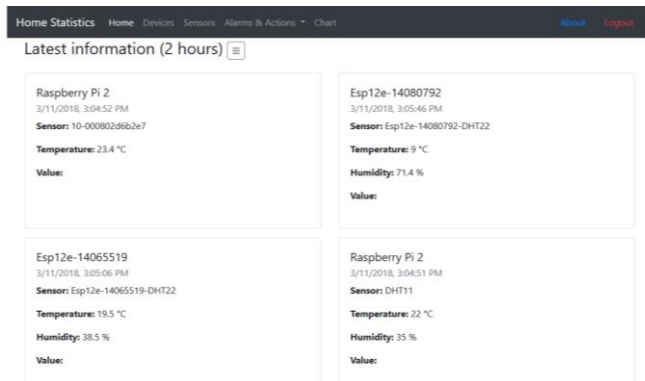 Home Statistics Home Devices Sensors Alarms & Actions Chart About Logout
Latest information (2 hours)
Raspberry Pi 2
3/11/2018, 3:04:52 PM
Sensor: 10-000802d6b2e7
Temperature: 23.4 °C
Value:
Esp12e-14080792
3/11/2018, 3:05:46 PM
Sensor: Esp12e-14080792-DHT22
Temperature: 9 °C
Humidity: 71.4 %
Value:
Esp12e-14065519
3/11/2018, 3:05:06 PM
Sensor: Esp12e-14065519-DHT22
Temperature: 19.5 °C
Humidity: 38.5 %
Value:
Raspberry Pi 2
3/11/2018, 3:04:51 PM
Sensor: DHT11
Temperature: 22 °C
Humidity: 35 %
Value: